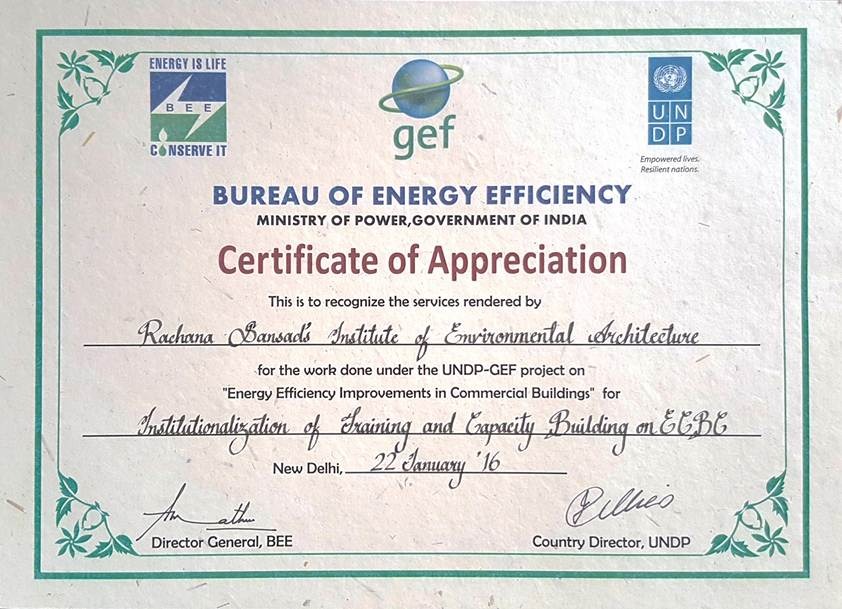 ENERGY IS LIFE
BEE
CONSERVE IT
gef
UN
DP
Empowered lives.
Resilient nations.
BUREAU OF ENERGY EFFICIENCY
MINISTRY OF POWER,GOVERNMENT OF INDIA
Certificate of Appreciation
This is to recognize the services rendered by
Rachana Sansad's Institute of Environmental Architecture
for the work done under the UNDP-GEF project on
"Energy Efficiency Improvements in Commercial Buildings" for
Institutionalization of Training and Capacity Building on ECBC
New Delhi, 22 January '16
Director General, BEE
Country Director, UNDP